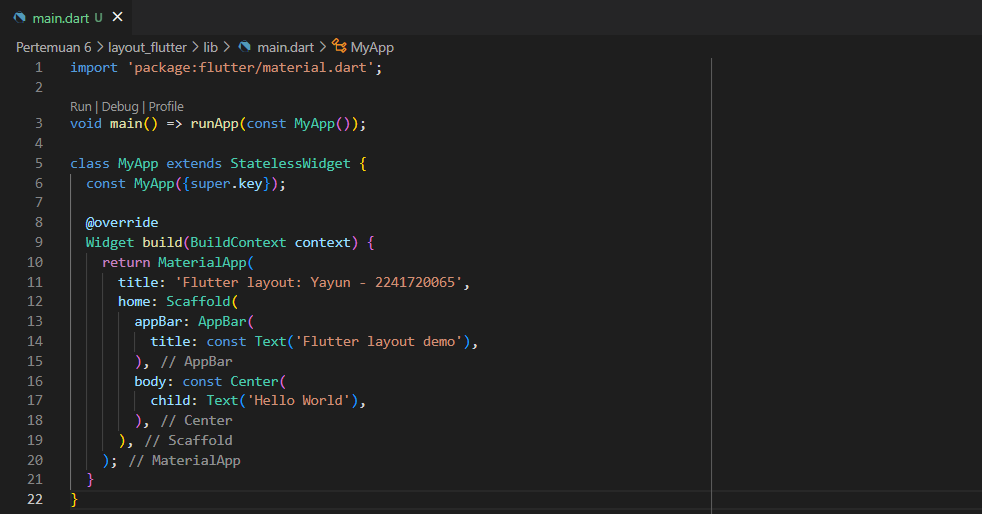 main.dart U
Pertemuan 6 > layout_flutter > lib > main.dart > MyApp
1 import 'package:flutter/material.dart';
2
Run | Debug | Profile
3 void main() => runApp(const MyApp());
4
5 class MyApp extends StatelessWidget {
6   const MyApp({super.key});
7
8   @override
9   Widget build(BuildContext context) {
10     return MaterialApp(
11       title: 'Flutter layout: Yayun - 2241720065',
12       home: Scaffold(
13         appBar: AppBar(
14           title: const Text('Flutter layout demo'),
15         ), // AppBar
16         body: const Center(
17           child: Text('Hello World'),
18         ), // Center
19       ), // Scaffold
20     ); // MaterialApp
21   }
22 }